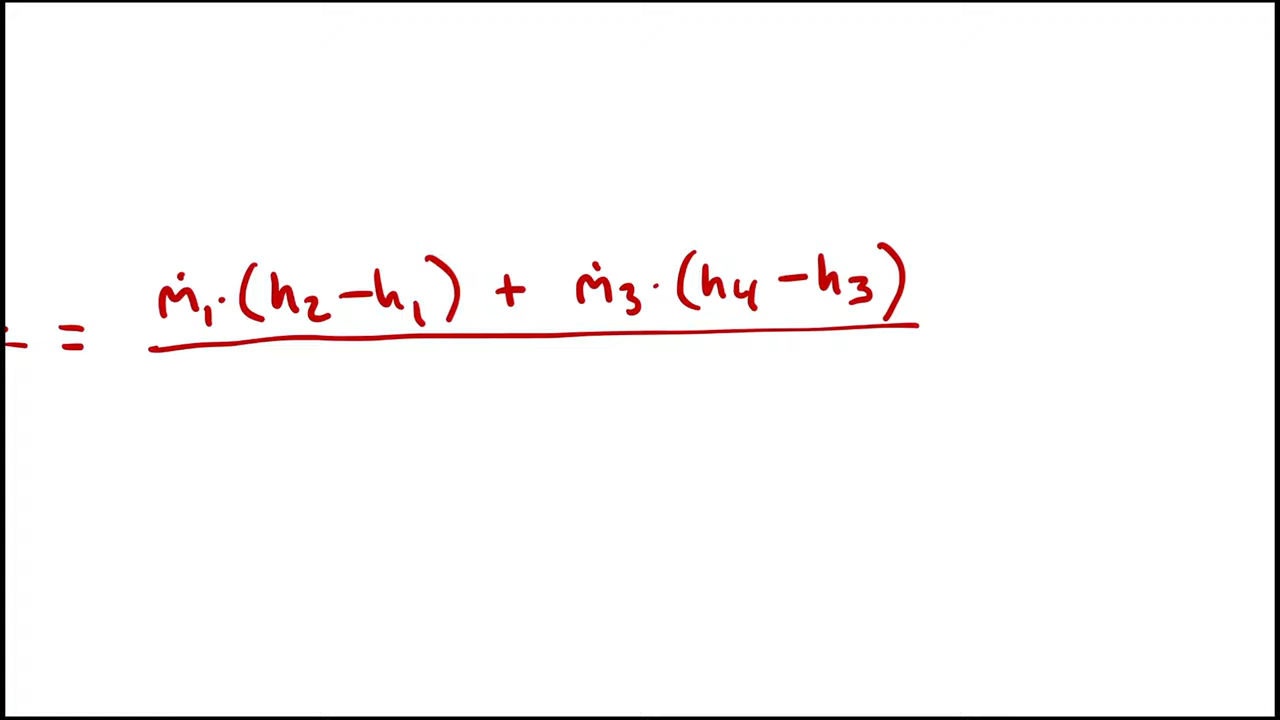 = ṁ₁·(h₂-h₁) + ṁ₃·(h₄-h₃)